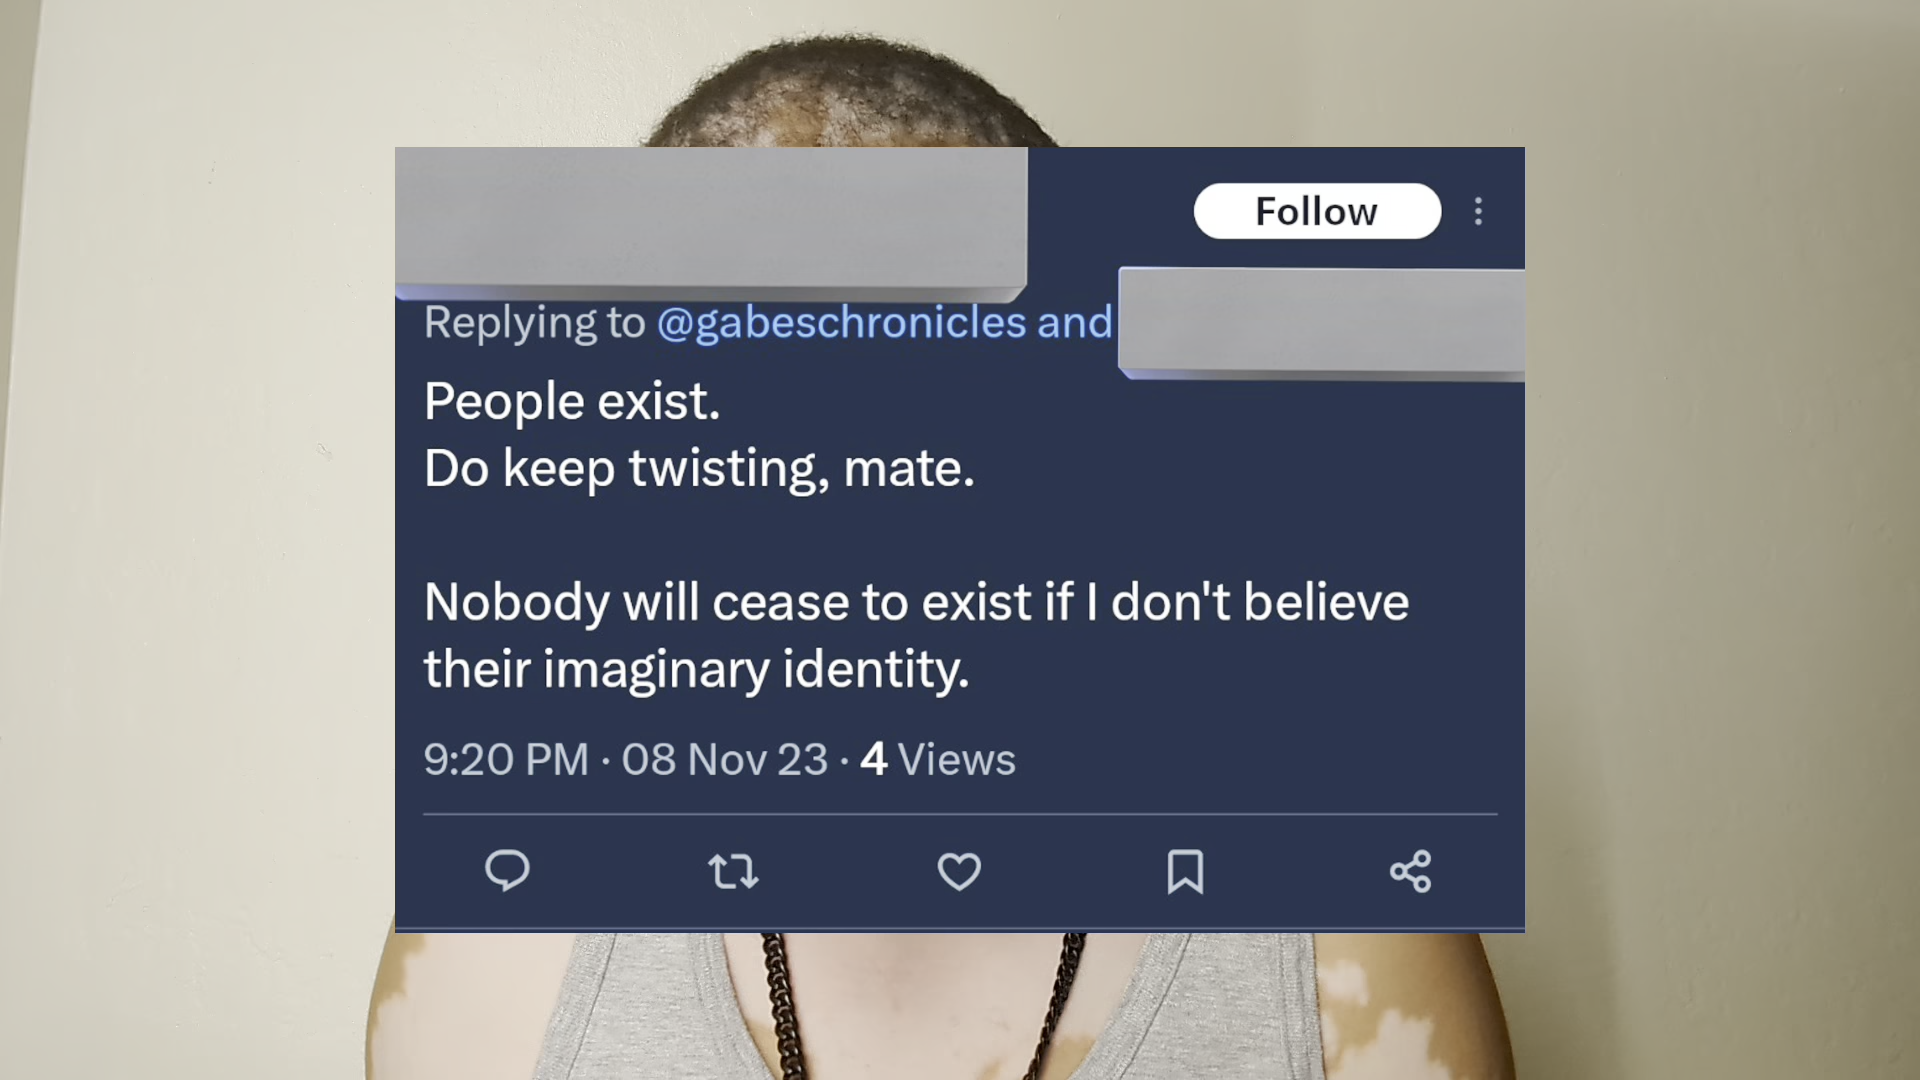 Follow
Replying to @gabeschronicles and
People exist.
Do keep twisting, mate.
Nobody will cease to exist if I don't believe
their imaginary identity.
9:20 PM · 08 Nov 23 · 4 Views